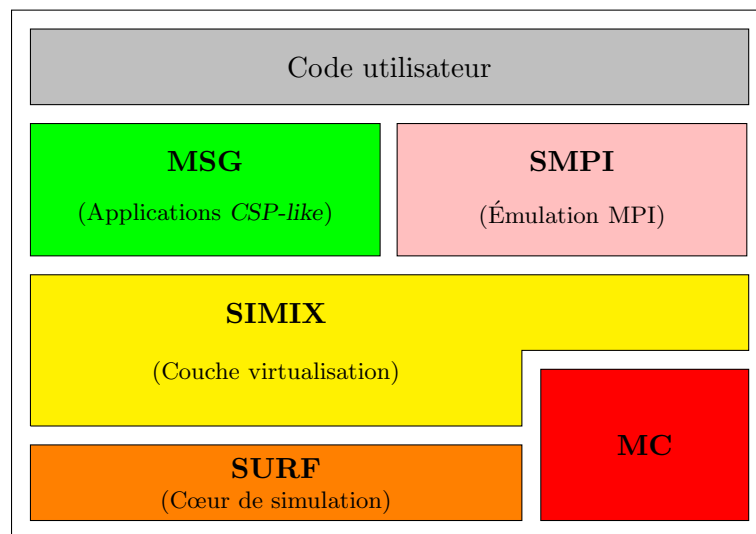 Code utilisateur
MSG
(Applications CSP-like)
SMPI
(Émulation MPI)
SIMIX
(Couche virtualisation)
MC
SURF
(Cœur de simulation)